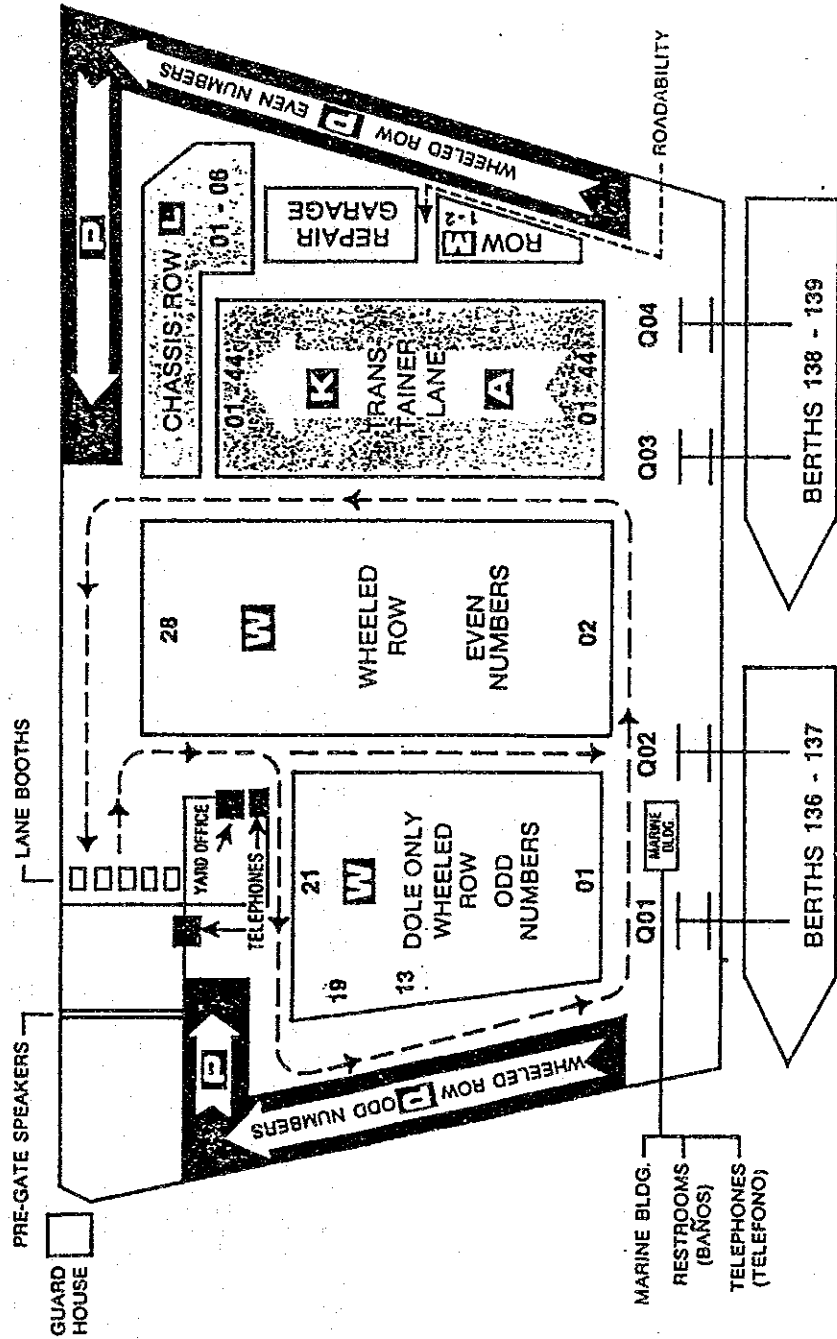 GUARD
HOUSE
PRE-GATE SPEAKERS
LANE BOOTHS
YARD OFFICE
TELEPHONES
P
P
WHEELED ROW P ODD NUMBERS
WHEELED ROW EVEN NUMBERS
21
W
19
13
DOLE ONLY
WHEELED
ROW
ODD
NUMBERS
01
28
W
WHEELED
ROW
EVEN
NUMBERS
02
CHASSIS ROW
01 - 06
01 - 44
K
TRANS
TAINER
LANE
A
01 - 44
REPAIR
GARAGE
ROW
W 1-2
ROADABILITY
Q01
MARINE
BLDG.
Q02
Q03
Q04
BERTHS 136 - 137
BERTHS 138 - 139
MARINE BLDG.
RESTROOMS
(BAÑOS)
TELEPHONES
(TELEFONO)